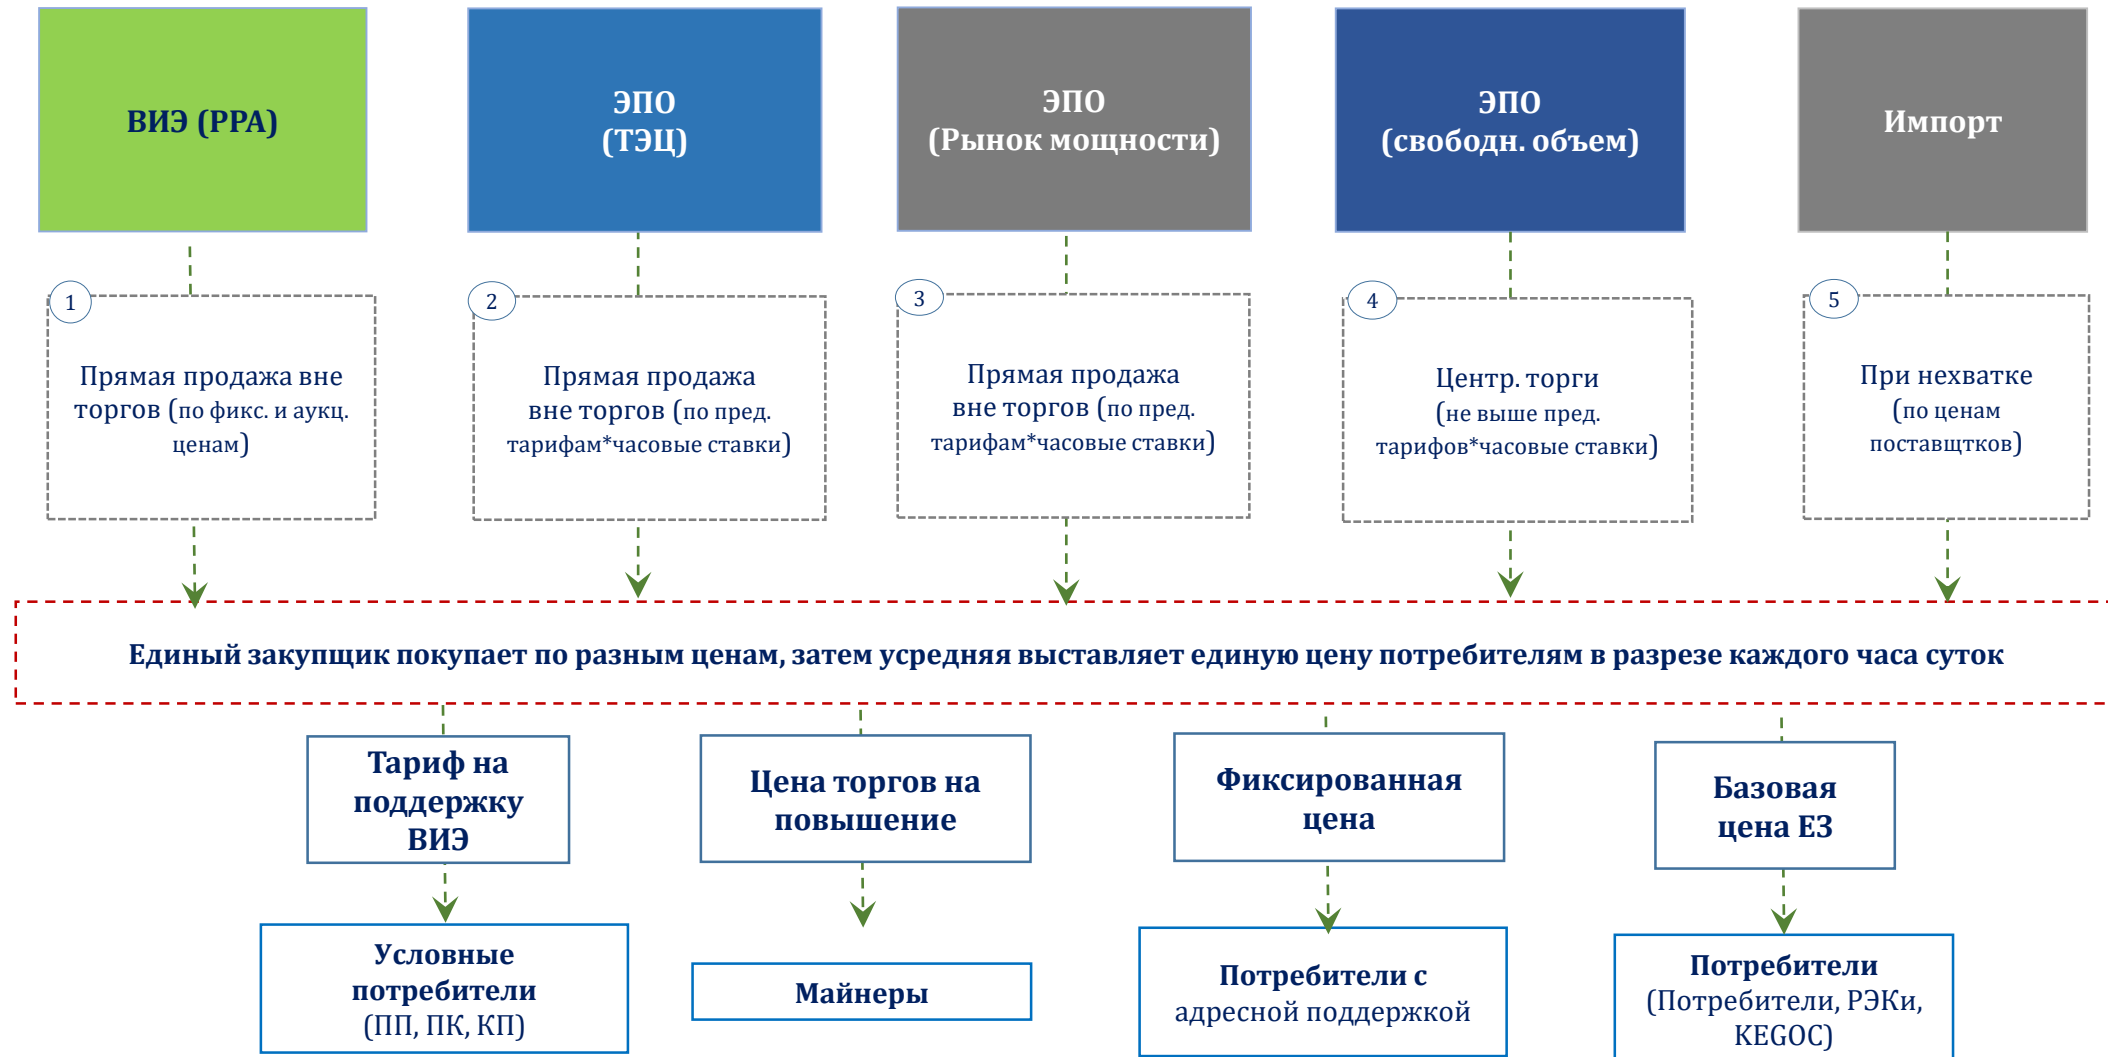 ВИЭ (PPA)
ЭПО
(ТЭЦ)
ЭПО
(Рынок мощности)
ЭПО
(свободн. объем)
Импорт
1
Прямая продажа вне
торгов (по фикс. и аукц.
ценам)
2
Прямая продажа
вне торгов (по пред.
тарифам*часовые ставки)
3
Прямая продажа
вне торгов (по пред.
тарифам*часовые ставки)
4
Центр. торги
(не выше пред.
тарифов*часовые ставки)
5
При нехватке
(по ценам
поставщтков)
Единый закупщик покупает по разным ценам, затем усредняя выставляет единую цену потребителям в разрезе каждого часа суток
Тариф на
поддержку
ВИЭ
Цена торгов на
повышение
Фиксированная
цена
Базовая
цена ЕЗ
Условные
потребители
(ПП, ПК, КП)
Майнеры
Потребители с
адресной поддержкой
Потребители
(Потребители, РЭКи,
KEGOC)